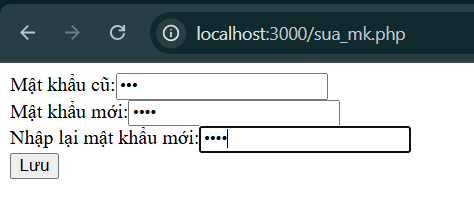 localhost:3000/sua_mk.php
Mật khẩu cũ: •••
Mật khẩu mới: ••••
Nhập lại mật khẩu mới: ••••
Lưu